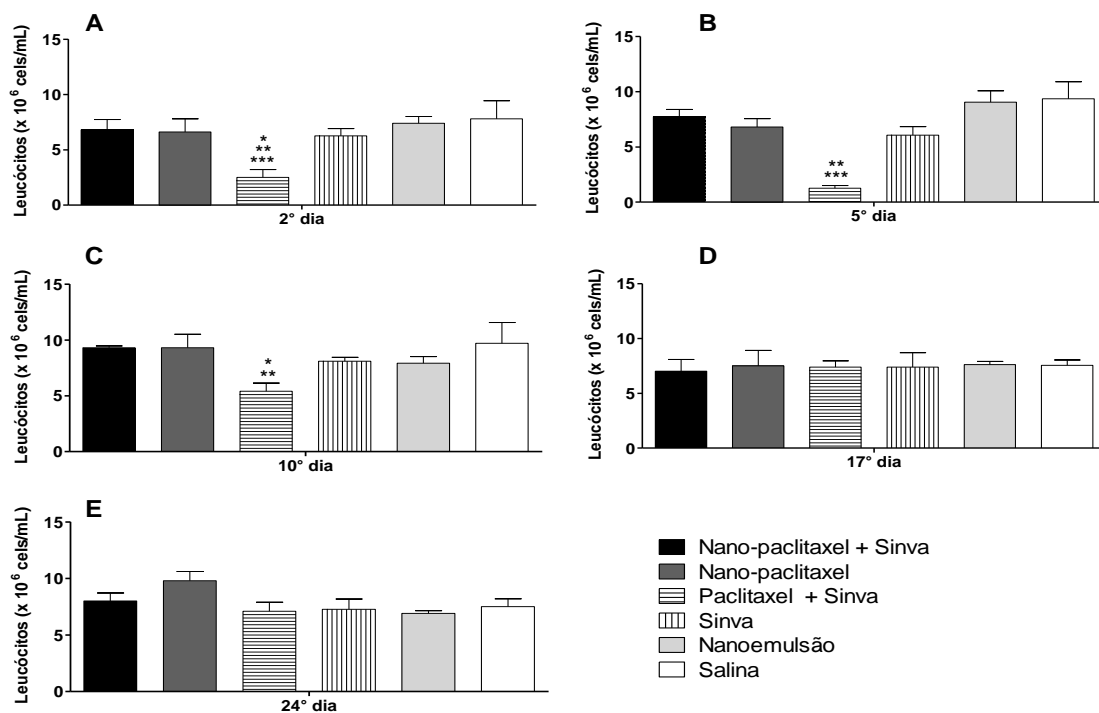 A
Leucócitos (x 10⁶ cels/mL)
15
10
5
0
*
**
***
2° dia
B
Leucócitos (x 10⁶ cels/mL)
15
10
5
0
**
***
5° dia
C
Leucócitos (x 10⁶ cels/mL)
15
10
5
0
*
**
10° dia
D
Leucócitos (x 10⁶ cels/mL)
15
10
5
0
17° dia
E
Leucócitos (x 10⁶ cels/mL)
15
10
5
0
24° dia
Nano-paclitaxel + Sinva
Nano-paclitaxel
Paclitaxel + Sinva
Sinva
Nanoemulsão
Salina